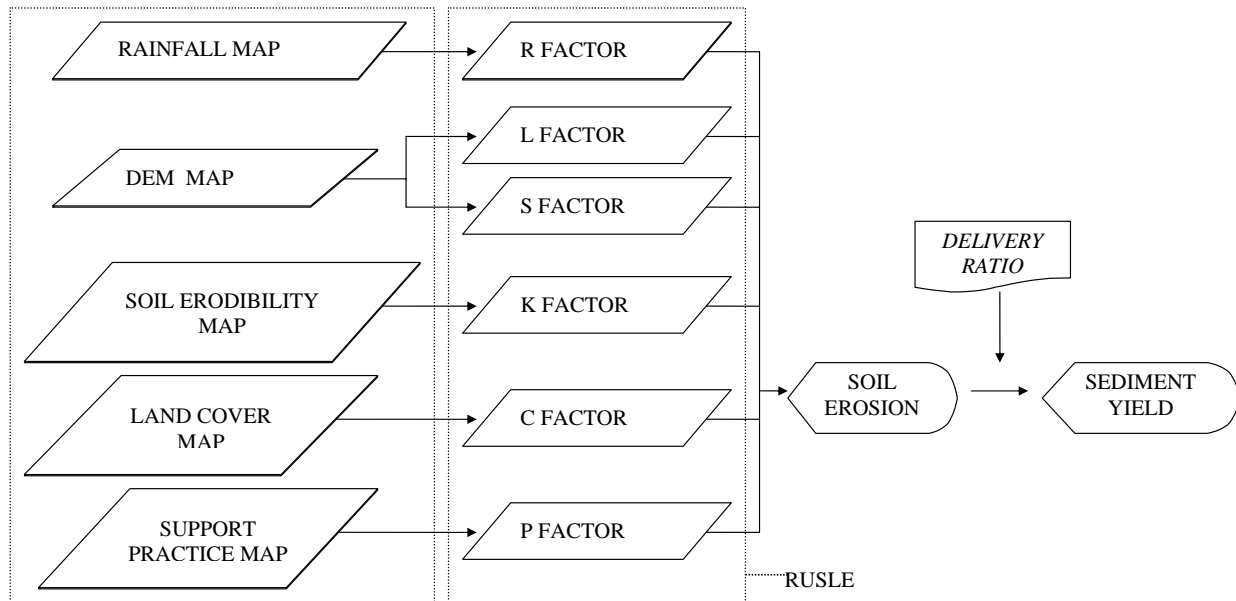 RAINFALL MAP
R FACTOR
L FACTOR
DEM MAP
S FACTOR
DELIVERY
RATIO
SOIL ERODIBILITY
MAP
K FACTOR
SOIL
EROSION
SEDIMENT
YIELD
LAND COVER
MAP
C FACTOR
SUPPORT
PRACTICE MAP
P FACTOR
RUSLE